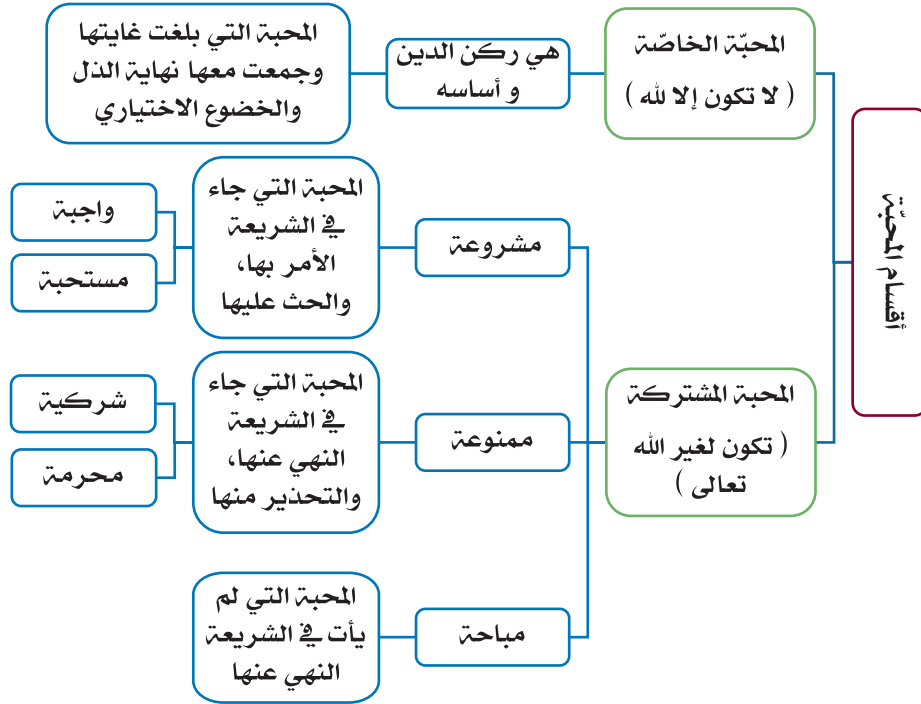 أقسام المحبّة
المحبّة الخاصّة
( لا تكون إلا لله )
هي ركن الدين
و أساسه
المحبة التي بلغت غايتها
وجمعت معها نهاية الذل
والخضوع الاختياري
المحبة المشتركة
( تكون لغير الله
تعالى )
مشروعة
المحبة التي جاء
في الشريعة
الأمر بها،
والحث عليها
واجبة
مستحبة
ممنوعة
المحبة التي جاء
في الشريعة
النهي عنها،
والتحذير منها
شركية
محرمة
مباحة
المحبة التي لم
يأت في الشريعة
النهي عنها